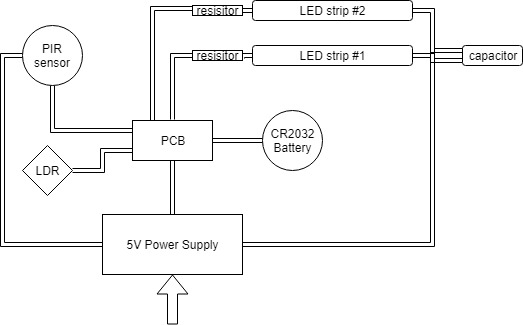 resisitor
LED strip #2
PIR
sensor
resisitor
LED strip #1
capacitor
PCB
CR2032
Battery
LDR
5V Power Supply